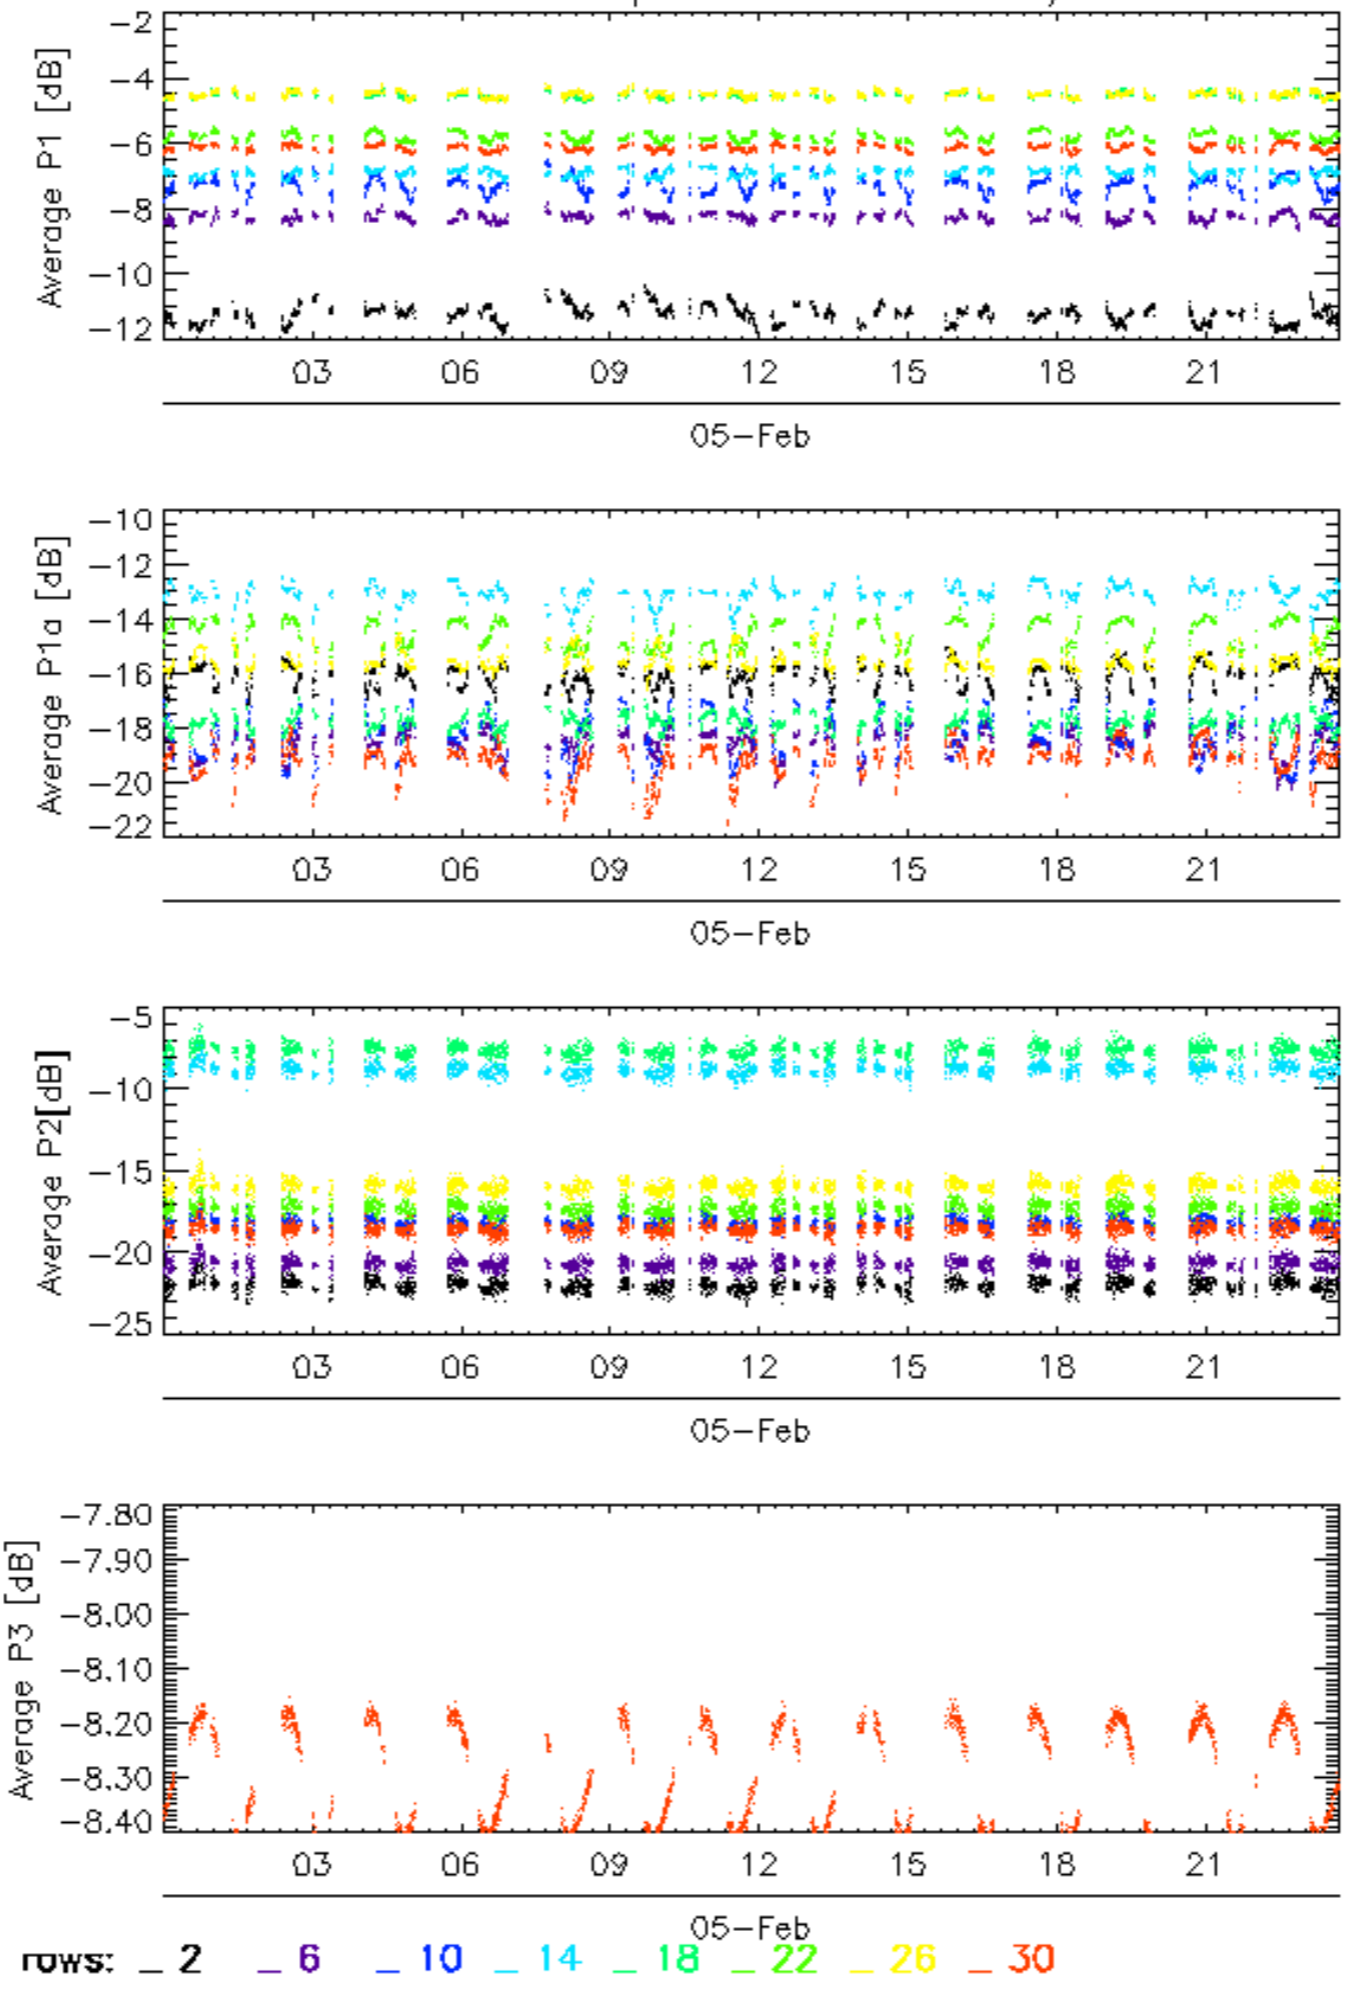 Average P1 [dB]
-2
-4
-6
-8
-10
-12
03 06 09 12 15 18 21
05-Feb
Average P1a [dB]
-10
-12
-14
-16
-18
-20
-22
03 06 09 12 15 18 21
05-Feb
Average P2[dB]
-5
-10
-15
-20
-25
03 06 09 12 15 18 21
05-Feb
Average P3 [dB]
-7.80
-7.90
-8.00
-8.10
-8.20
-8.30
-8.40
03 06 09 12 15 18 21
05-Feb
rows: _ 2 _ 6 _ 10 _ 14 _ 18 _ 22 _ 26 _ 30